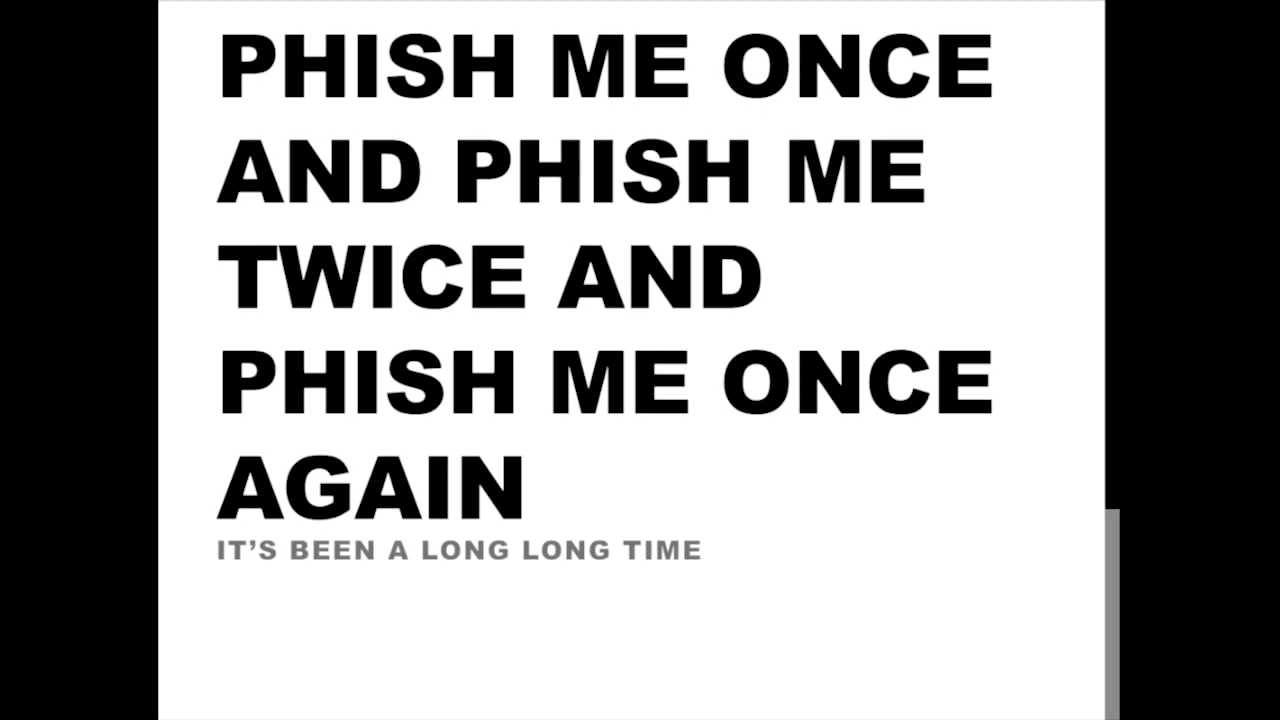 PHISH ME ONCE
AND PHISH ME
TWICE AND
PHISH ME ONCE
AGAIN
IT'S BEEN A LONG LONG TIME